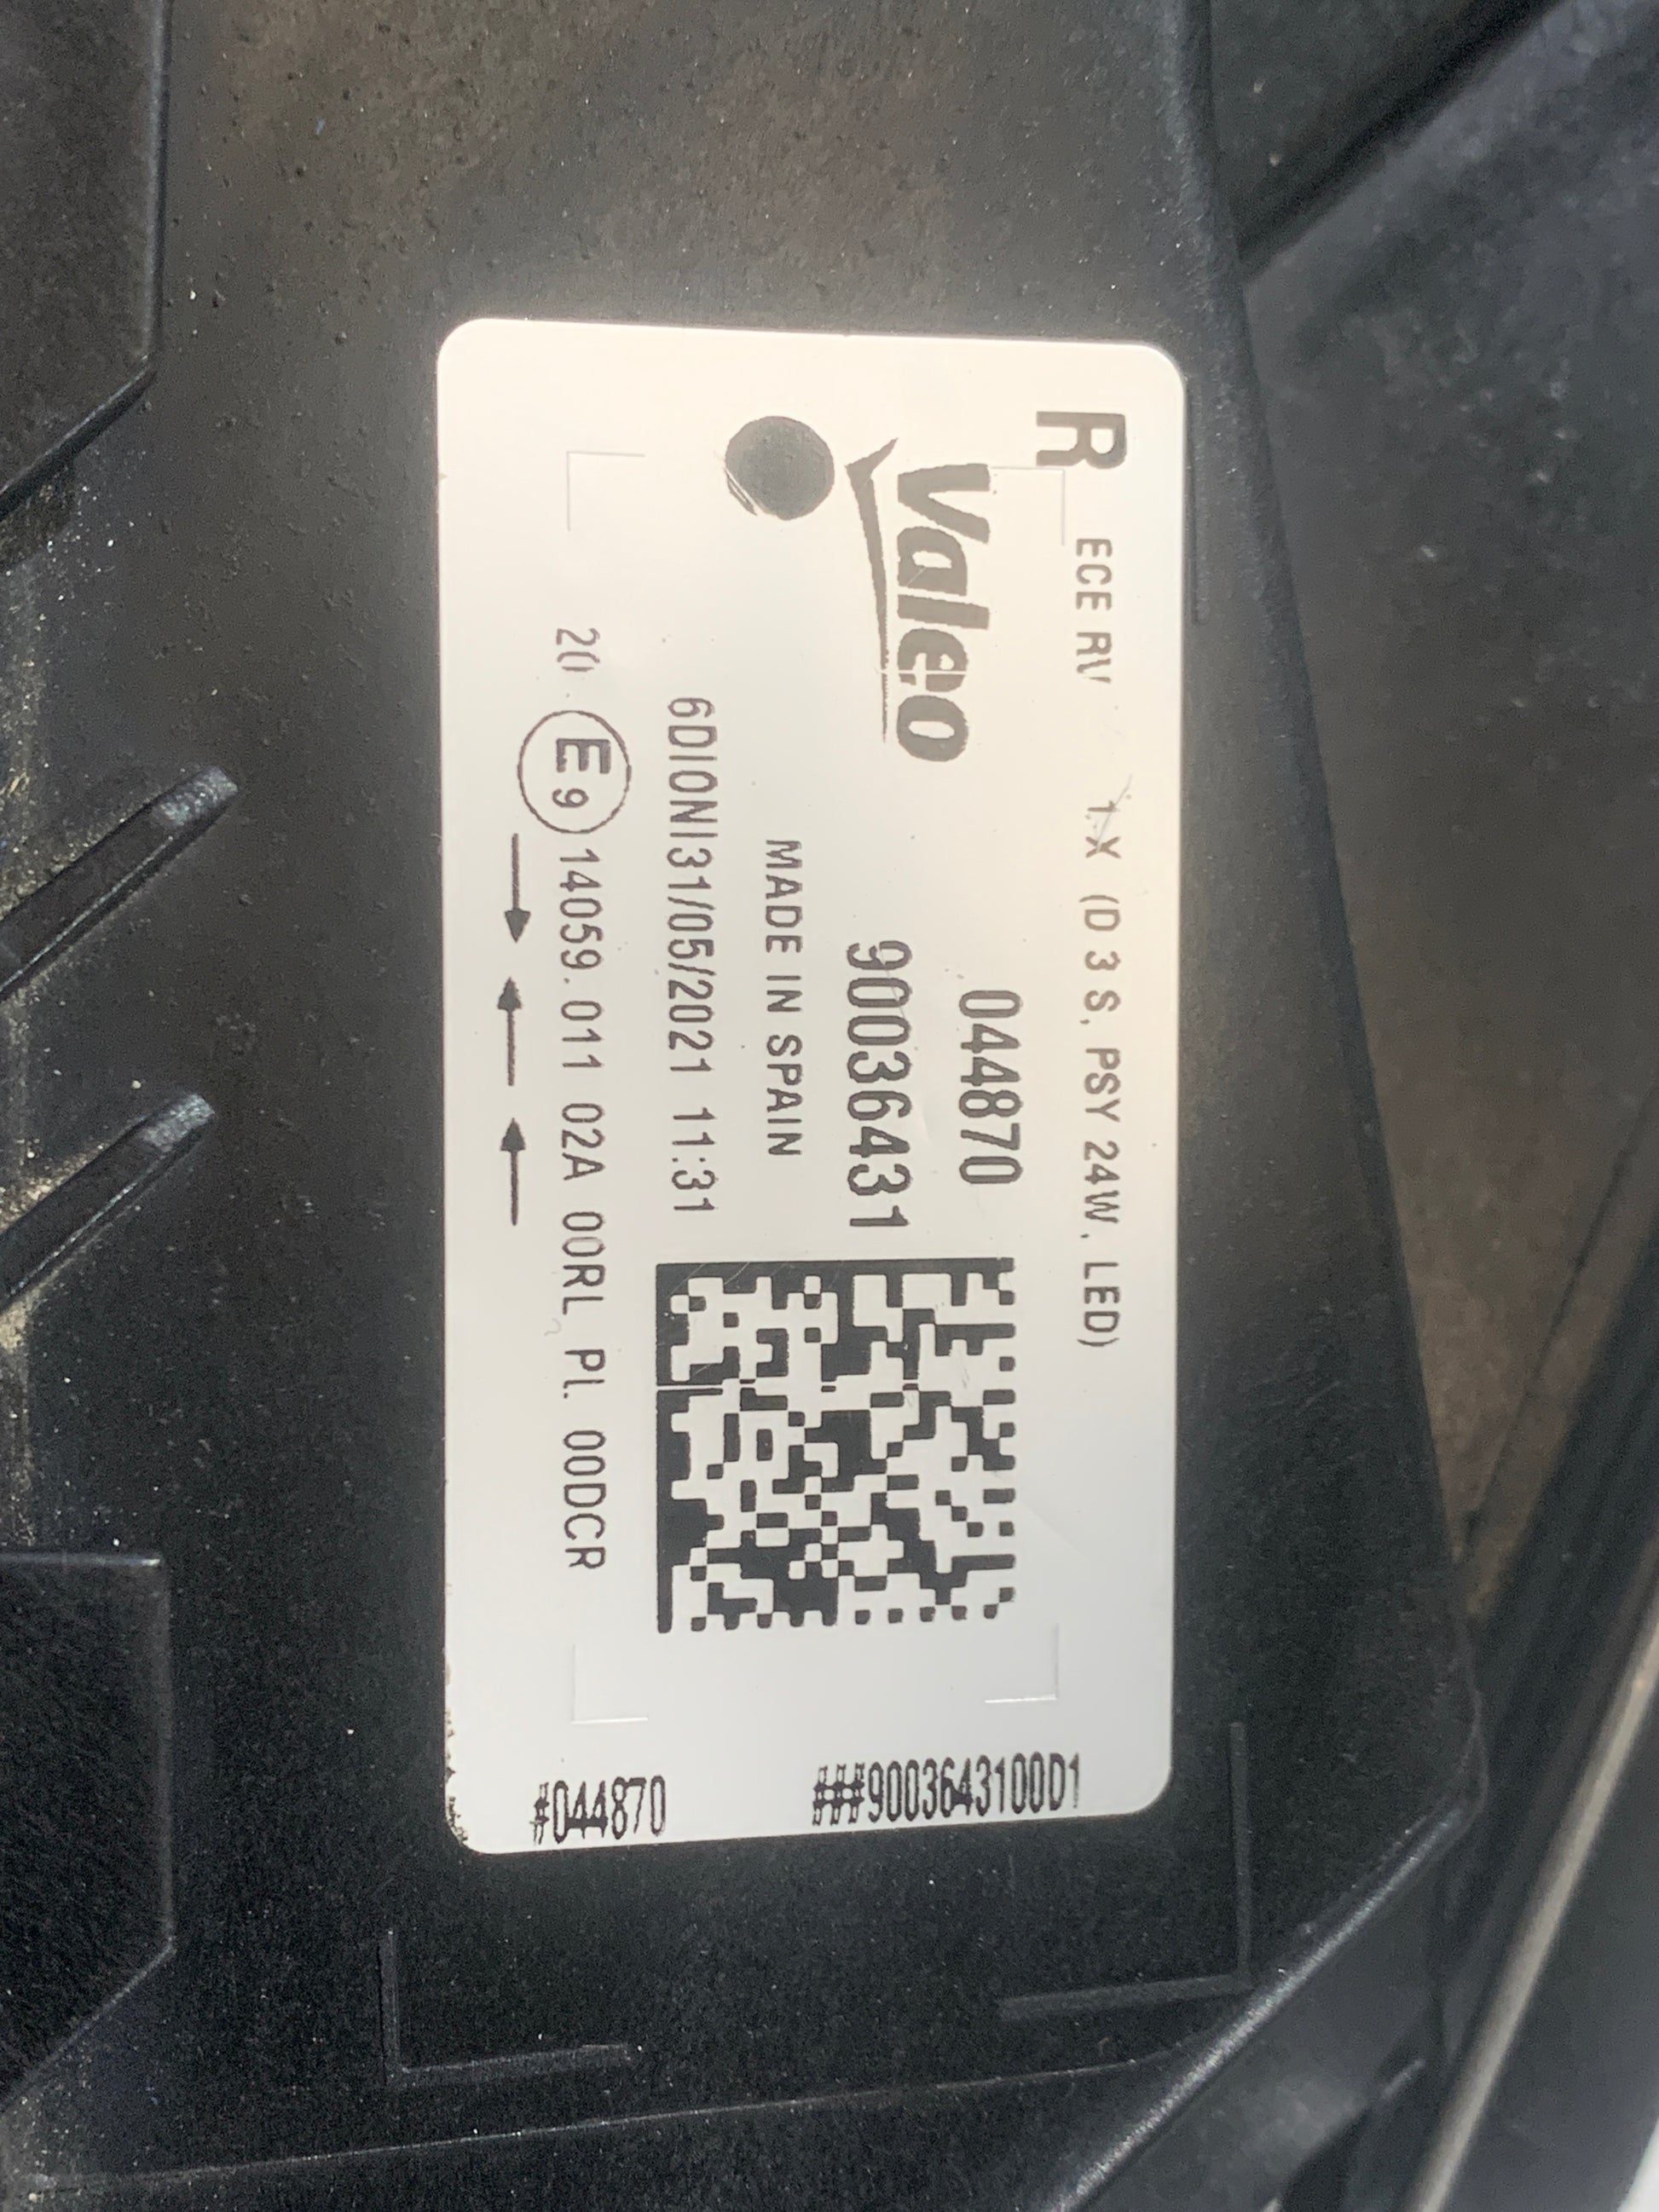 R ECE RV 1.X (D 3 S, PSY 24W, LED)
Valeo
044870
90036431
MADE IN SPAIN
6DIONI31/05/2021 11:31
20. E9 14059.011 02A 00RL, Pl. 00DCR
###9003643100D1
#044870